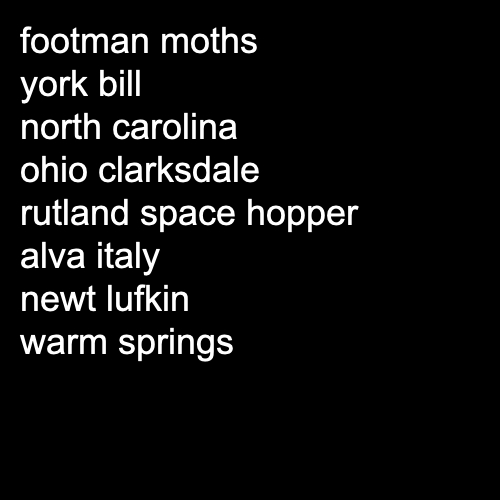 footman moths
york bill
north carolina
ohio clarksdale
rutland space hopper
alva italy
newt lufkin
warm springs